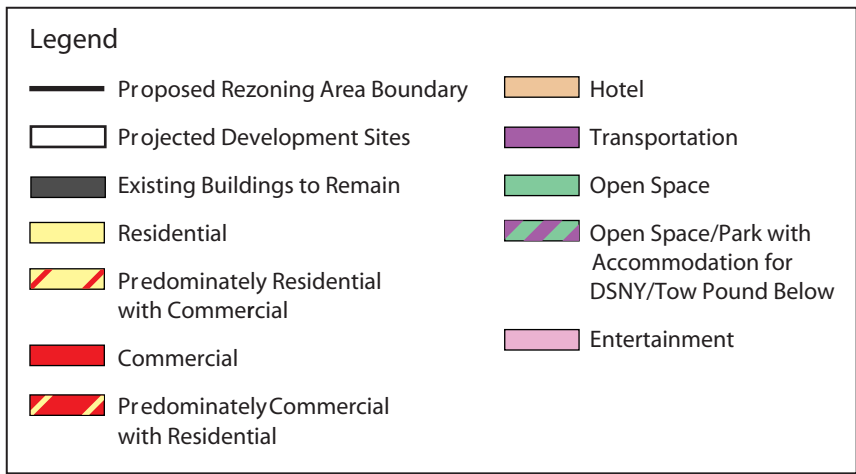 Legend
Proposed Rezoning Area Boundary
Projected Development Sites
Existing Buildings to Remain
Residential
Predominately Residential
with Commercial
Commercial
Predominately Commercial
with Residential
Hotel
Transportation
Open Space
Open Space/Park with
Accommodation for
DSNY/Tow Pound Below
Entertainment